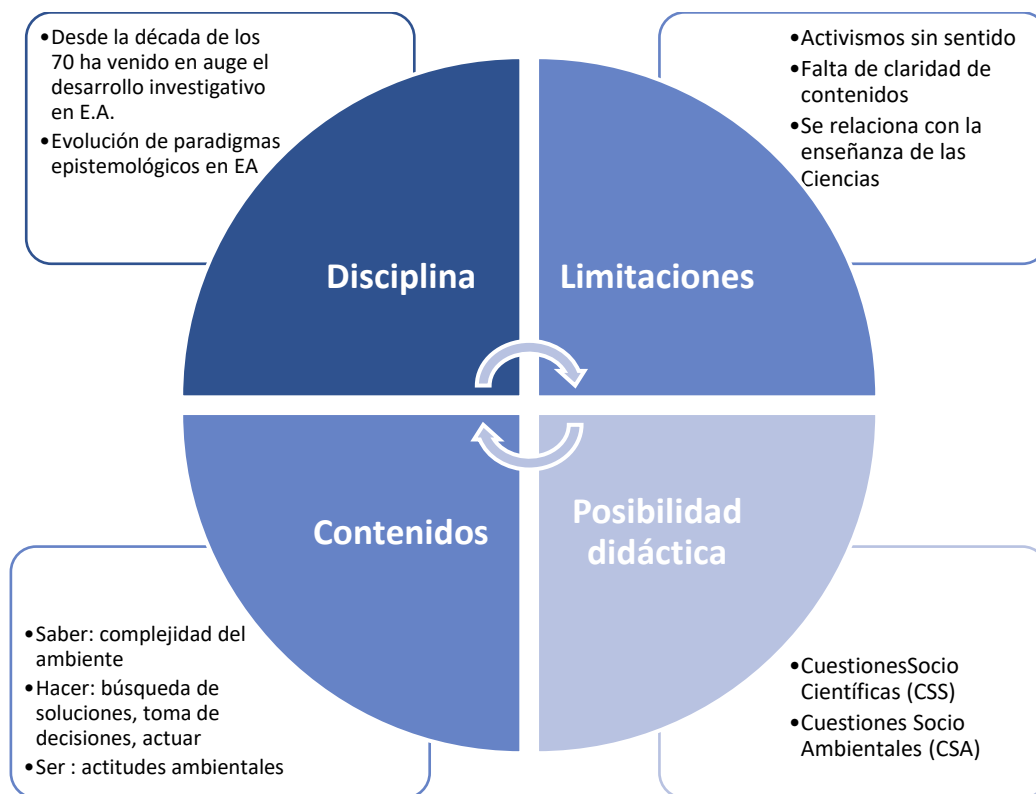 •Desde la década de los
70 ha venido en auge el
desarrollo investigativo
en E.A.
•Evolución de paradigmas
epistemológicos en EA
•Activismos sin sentido
•Falta de claridad de
contenidos
•Se relaciona con la
enseñanza de las
Ciencias
Disciplina
Limitaciones
Contenidos
Posibilidad
didáctica
•Saber: complejidad del
ambiente
•Hacer: búsqueda de
soluciones, toma de
decisiones, actuar
•Ser : actitudes ambientales
•CuestionesSocio
Científicas (CSS)
•Cuestiones Socio
Ambientales (CSA)